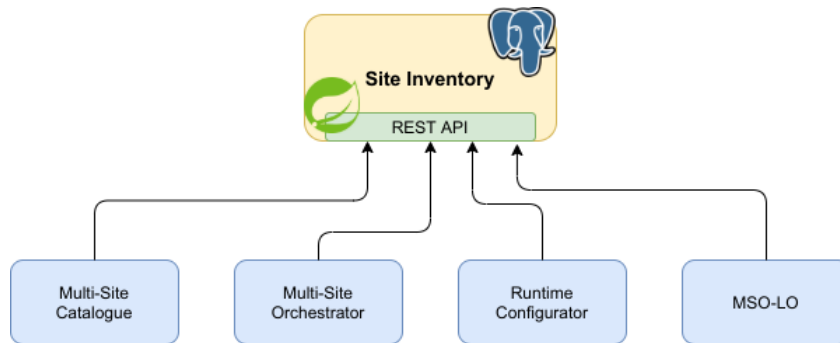 Site Inventory
REST API
Multi-Site
Catalogue
Multi-Site
Orchestrator
Runtime
Configurator
MSO-LO